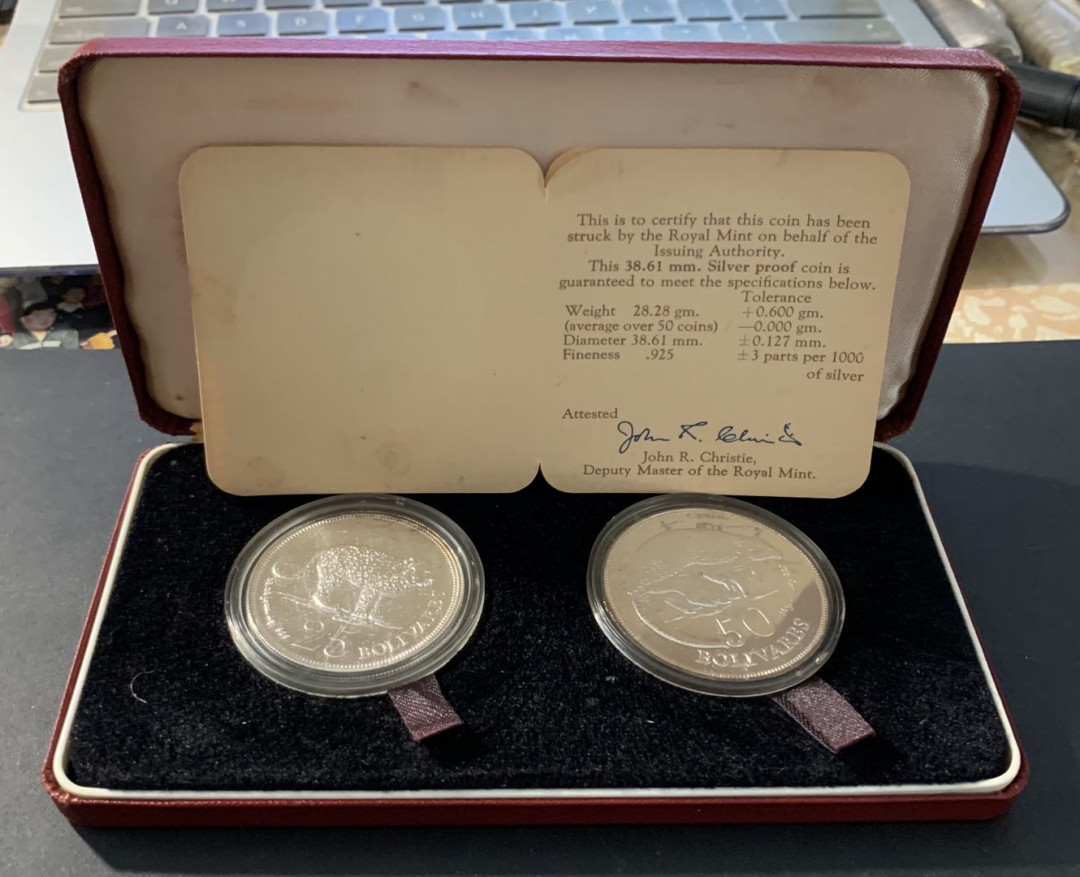 This is to certify that this coin has been
struck by the Royal Mint on behalf of the
Issuing Authority.
This 38.61 mm. Silver proof coin is
guaranteed to meet the specifications below.
Tolerance
Weight 28.28 gm. +0.600 gm.
(average over 50 coins) —0.000 gm.
Diameter 38.61 mm. ±0.127 mm.
Fineness .925 ±3 parts per 1000
of silver
Attested
John R. Christie
John R. Christie,
Deputy Master of the Royal Mint.
25
BOLIVARES
50
BOLIVARES